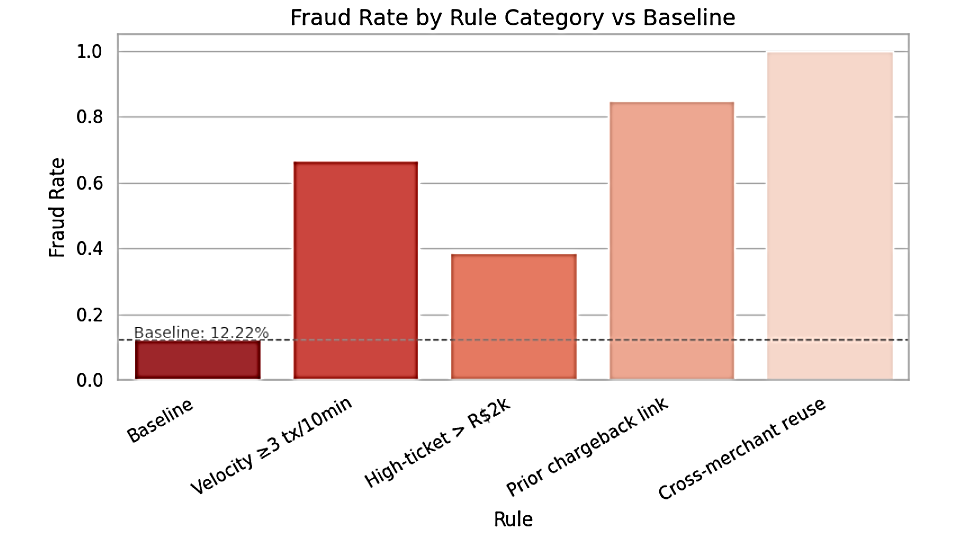 Fraud Rate by Rule Category vs Baseline
Fraud Rate
1.0
0.8
0.6
0.4
0.2
0.0
Baseline: 12.22%
Baseline
Velocity ≥3 tx/10min
High-ticket > R$2k
Prior chargeback link
Cross-merchant reuse
Rule